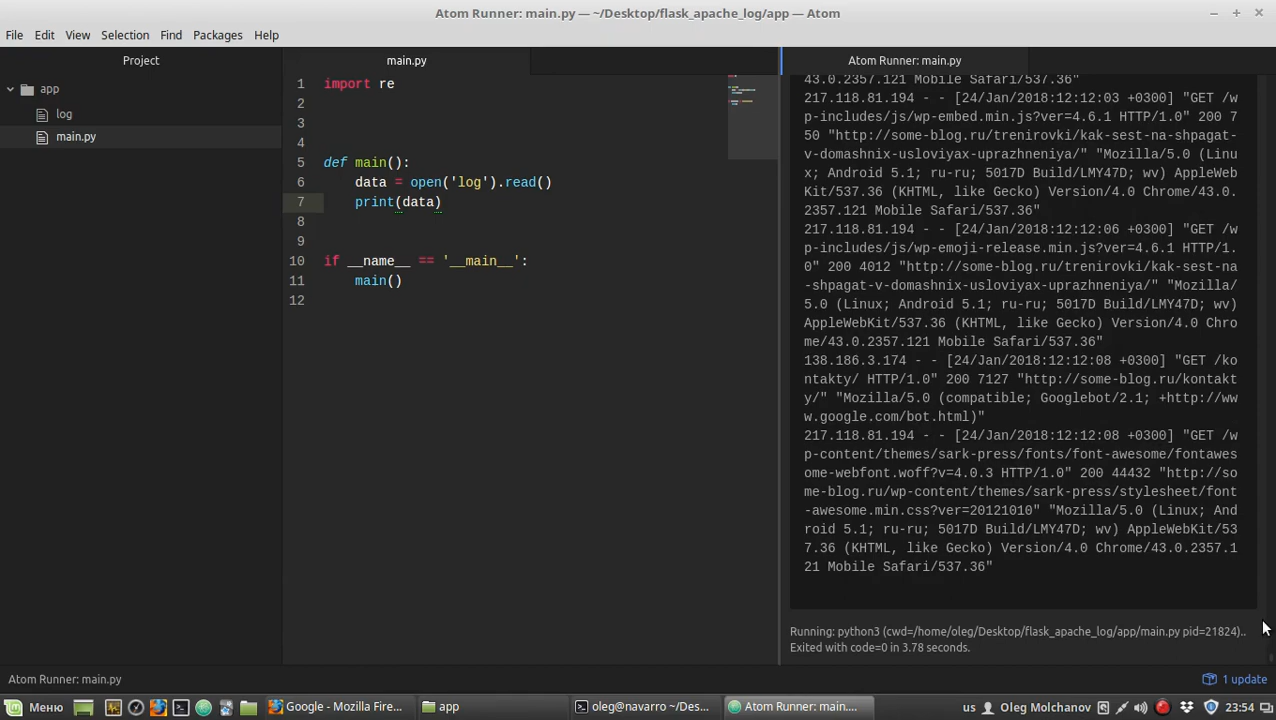 Atom Runner: main.py — ~/Desktop/flask_apache_log/app — Atom
File Edit View Selection Find Packages Help
Project
app
log
main.py
main.py
1 import re
2
3
4
5 def main():
6 data = open('log').read()
7 print(data)
8
9
10 if __name__ == '__main__':
11 main()
12
Atom Runner: main.py
43.0.2357.121 Mobile Safari/537.36"
217.118.81.194 - - [24/Jan/2018:12:12:03 +0300] "GET /w
p-includes/js/wp-embed.min.js?ver=4.6.1 HTTP/1.0" 200 7
50 "http://some-blog.ru/trenirovki/kak-sest-na-shpagat-
v-domashnix-usloviyax-uprazhneniya/" "Mozilla/5.0 (Linu
x; Android 5.1; ru-ru; 5017D Build/LMY47D; wv) AppleWeb
Kit/537.36 (KHTML, like Gecko) Version/4.0 Chrome/43.0.
2357.121 Mobile Safari/537.36"
217.118.81.194 - - [24/Jan/2018:12:12:06 +0300] "GET /w
p-includes/js/wp-emoji-release.min.js?ver=4.6.1 HTTP/1.
0" 200 4012 "http://some-blog.ru/trenirovki/kak-sest-na
-shpagat-v-domashnix-usloviyax-uprazhneniya/" "Mozilla/
5.0 (Linux; Android 5.1; ru-ru; 5017D Build/LMY47D; wv)
AppleWebKit/537.36 (KHTML, like Gecko) Version/4.0 Chro
me/43.0.2357.121 Mobile Safari/537.36"
138.186.3.174 - - [24/Jan/2018:12:12:08 +0300] "GET /ko
ntakty/ HTTP/1.0" 200 7127 "http://some-blog.ru/kontakt
y/" "Mozilla/5.0 (compatible; Googlebot/2.1; +http://ww
w.google.com/bot.html)"
217.118.81.194 - - [24/Jan/2018:12:12:08 +0300] "GET /w
p-content/themes/sark-press/fonts/font-awesome/fontawes
ome-webfont.woff?v=4.0.3 HTTP/1.0" 200 44432 "http://so
me-blog.ru/wp-content/themes/sark-press/stylesheet/font
-awesome.min.css?ver=20121010" "Mozilla/5.0 (Linux; And
roid 5.1; ru-ru; 5017D Build/LMY47D; wv) AppleWebKit/53
7.36 (KHTML, like Gecko) Version/4.0 Chrome/43.0.2357.1
21 Mobile Safari/537.36"
Running: python3 (cwd=/home/oleg/Desktop/flask_apache_log/app/main.py pid=21824)..
Exited with code=0 in 3.78 seconds.
Atom Runner: main.py
1 update
Меню
Google - Mozilla Fire...
app
oleg@navarro ~/Des...
Atom Runner: main....
us
Oleg Molchanov
23:54